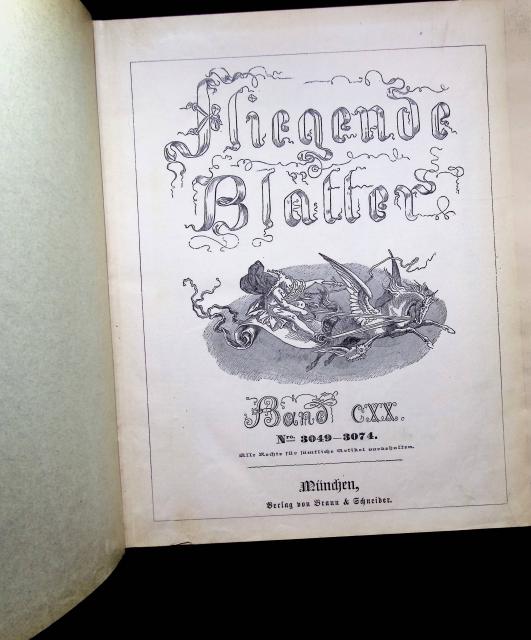 Fliegende
Blätter
Band CXX.
Nro. 3049—3074.
Alle Rechte für sämtliche Artikel vorbehalten.
München,
Verlag von Braun & Schneider.